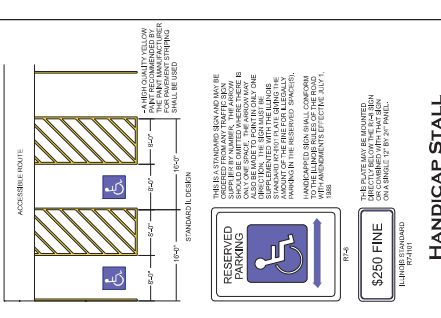 ACCESSIBLE ROUTE
A HIGH QUALITY YELLOW
PAINT RECOMMENDED BY
THE PAINT MANUFACTURER
FOR PAVEMENT STRIPING
SHALL BE USED
8'-0"
8'-0"
8'-0"
8'-0"
16'-0"
16'-0"
STANDARD IL DESIGN
RESERVED
PARKING
R7-8
THIS IS A STANDARD SIGN AND MAY BE
ORDERED FROM ANY TRAFFIC SIGN
SUPPLIER BY NUMBER. THE ARROW
SHOULD BE OMITTED WHERE THERE IS
ONLY ONE SPACE. THE ARROW MAY
ALSO BE MADE TO POINT IN ONLY ONE
DIRECTION. THE SIGN MUST BE
SUPPLEMENTED WITH THE ILLINOIS
STANDARD R7-I101 PLATE GIVING THE
AMOUNT OF THE FINE FOR ILLEGALLY
PARKING IN THE RESERVED SPACE(S).
HANDICAPPED SIGN SHALL CONFORM
TO THE ILLINOIS RULES OF THE ROAD
WITH AMENDMENTS EFFECTIVE JULY 1,
1988
$250 FINE
ILLINOIS STANDARD
R7-I101
THIS PLATE MAY BE MOUNTED
DIRECTLY BELOW THE R7-8 SIGN
OR COMBINED WITH THAT SIGN
ON A SINGLE 12" BY 24" PANEL.
HANDICAP STALL